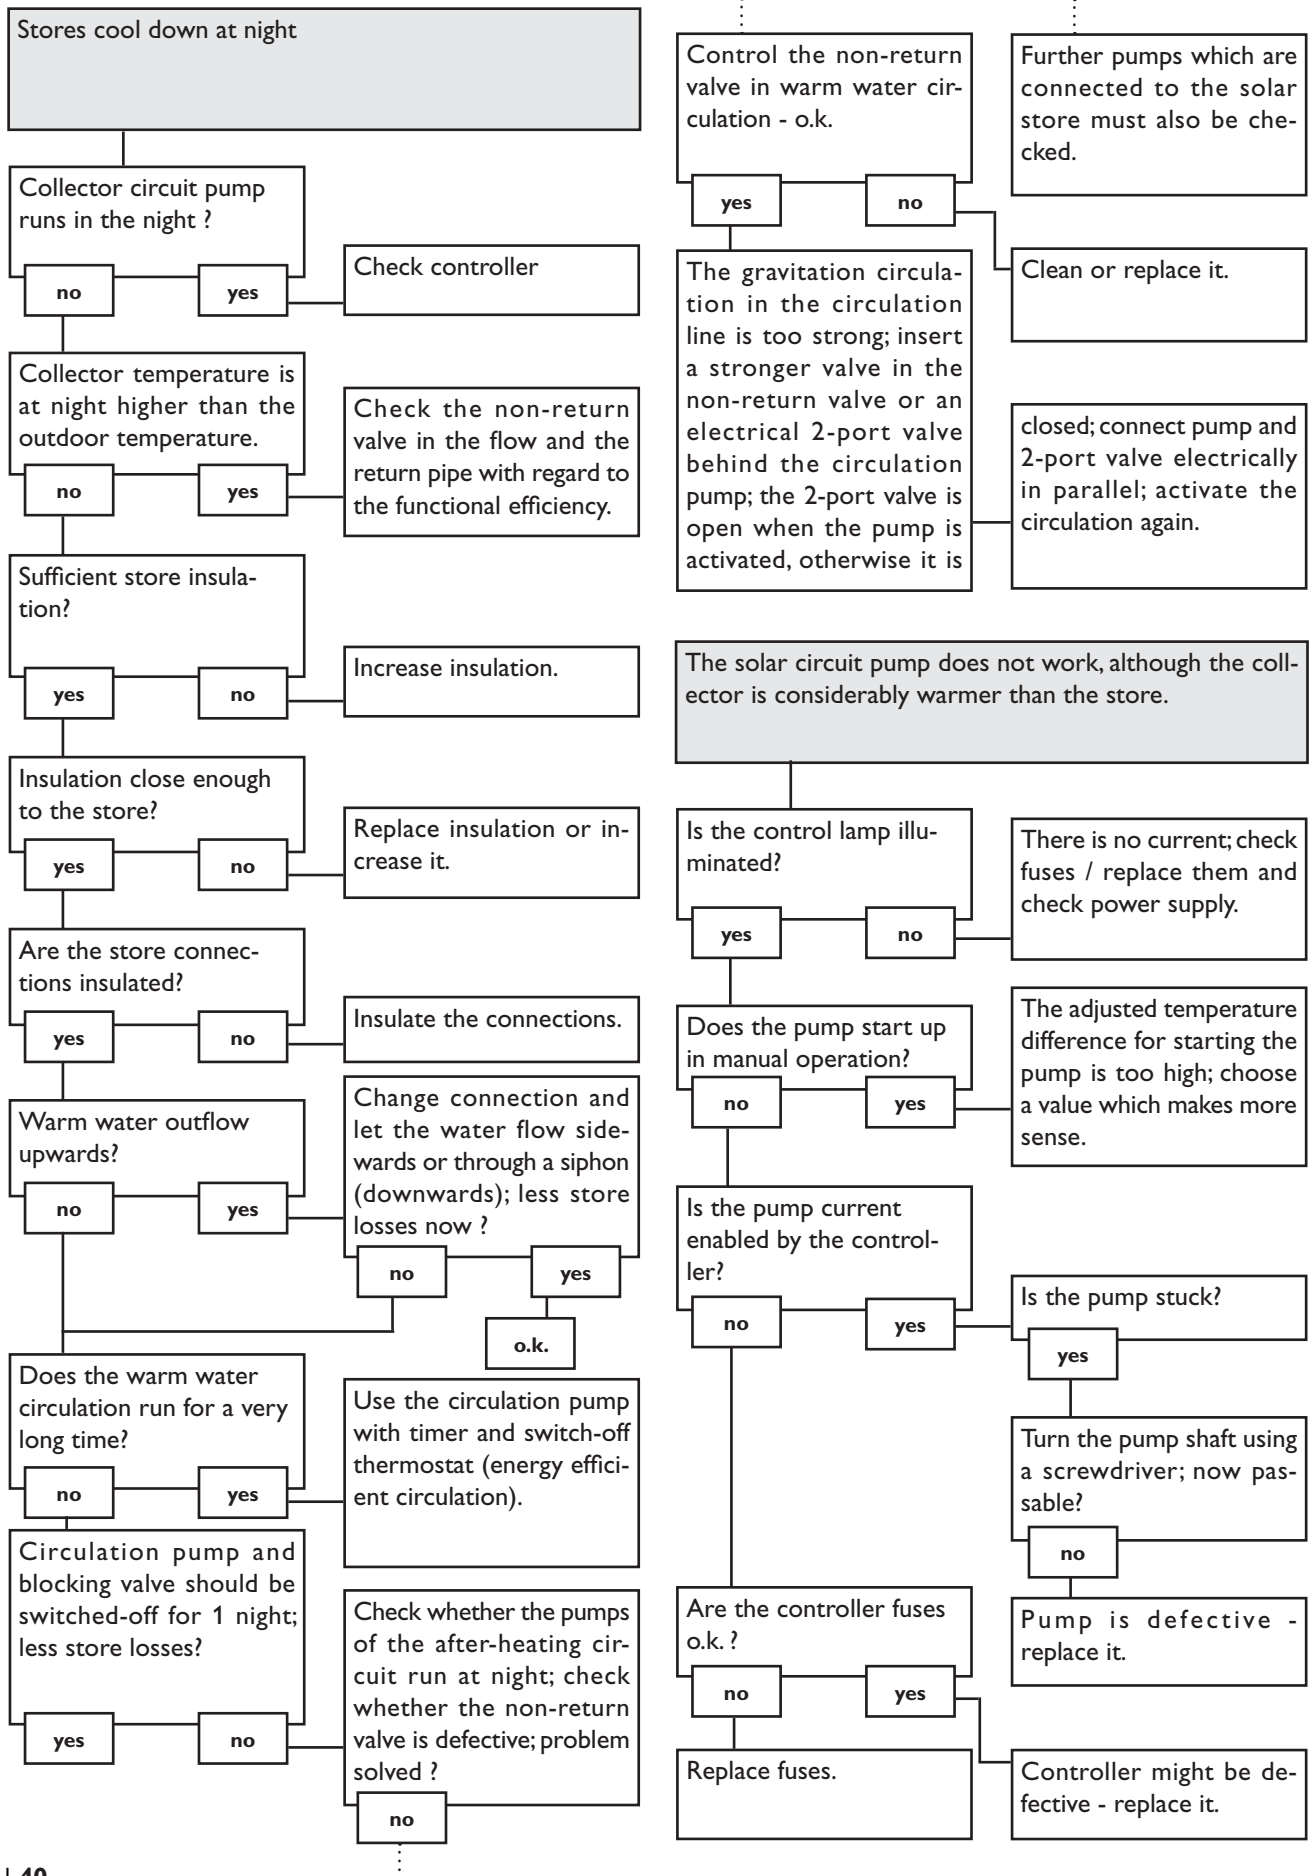 Stores cool down at night
Collector circuit pump
runs in the night ?
no
yes
Check controller
Collector temperature is
at night higher than the
outdoor temperature.
no
yes
Check the non-return
valve in the flow and the
return pipe with regard to
the functional efficiency.
Sufficient store insula-
tion?
yes
no
Increase insulation.
Insulation close enough
to the store?
yes
no
Replace insulation or in-
crease it.
Are the store connec-
tions insulated?
yes
no
Insulate the connections.
Warm water outflow
upwards?
no
yes
Change connection and
let the water flow side-
wards or through a siphon
(downwards); less store
losses now ?
no
yes
o.k.
Does the warm water
circulation run for a very
long time?
no
yes
Use the circulation pump
with timer and switch-off
thermostat (energy effici-
ent circulation).
Circulation pump and
blocking valve should be
switched-off for 1 night;
less store losses?
yes
no
Check whether the pumps
of the after-heating cir-
cuit run at night; check
whether the non-return
valve is defective; problem
solved ?
no
Control the non-return
valve in warm water cir-
culation - o.k.
yes
no
Further pumps which are
connected to the solar
store must also be che-
cked.
Clean or replace it.
The gravitation circula-
tion in the circulation
line is too strong; insert
a stronger valve in the
non-return valve or an
electrical 2-port valve
behind the circulation
pump; the 2-port valve is
open when the pump is
activated, otherwise it is
closed; connect pump and
2-port valve electrically
in parallel; activate the
circulation again.
The solar circuit pump does not work, although the coll-
ector is considerably warmer than the store.
Is the control lamp illu-
minated?
yes
no
There is no current; check
fuses / replace them and
check power supply.
Does the pump start up
in manual operation?
no
yes
The adjusted temperature
difference for starting the
pump is too high; choose
a value which makes more
sense.
Is the pump current
enabled by the control-
ler?
no
yes
Is the pump stuck?
yes
Turn the pump shaft using
a screwdriver; now pas-
sable?
no
Pump is defective -
replace it.
Are the controller fuses
o.k. ?
no
yes
Replace fuses.
Controller might be de-
fective - replace it.
| 40